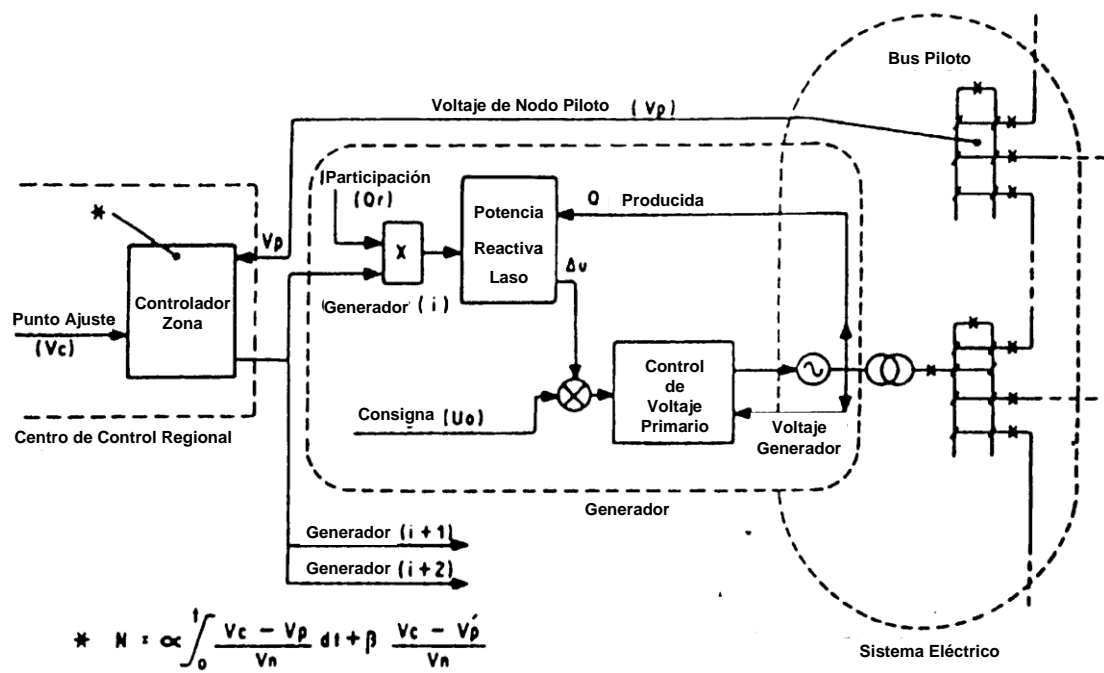 Bus Piloto
Voltaje de Nodo Piloto (Vp)
Participación
(Qr)
Potencia
Reactiva
Laso
Q Producida
*
Vp
X
Δu
Controlador
Zona
Generador (i)
Punto Ajuste
(Vc)
Control
de
Voltaje
Primario
Consigna (Uo)
Voltaje
Generador
Centro de Control Regional
Generador
Generador (i+1)
Generador (i+2)
* N = α ∫₀ᵗ (Vc - Vp)/Vn dt + β (Vc - Vṕ)/Vn
Sistema Eléctrico